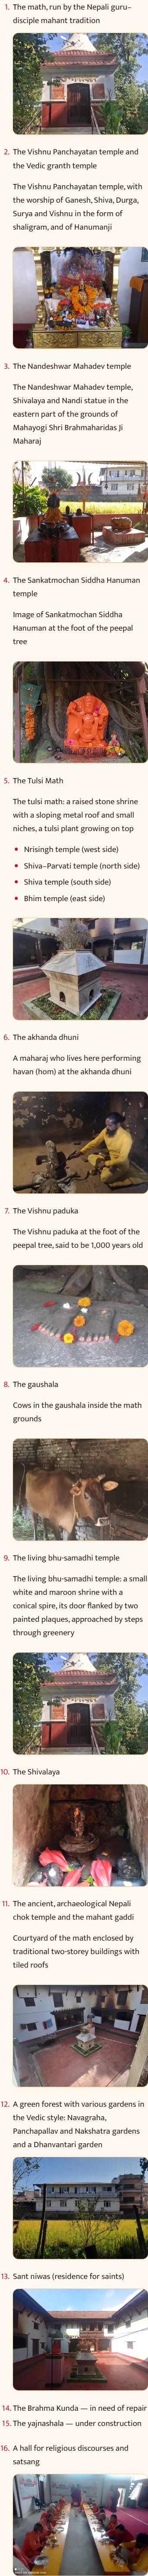 1. The math, run by the Nepali guru–
disciple mahant tradition
2. The Vishnu Panchayatan temple and
the Vedic granth temple
The Vishnu Panchayatan temple, with
the worship of Ganesh, Shiva, Durga,
Surya and Vishnu in the form of
shaligram, and of Hanumanji
3. The Nandeshwar Mahadev temple
The Nandeshwar Mahadev temple,
Shivalaya and Nandi statue in the
eastern part of the grounds of
Mahayogi Shri Brahmaharidas Ji
Maharaj
4. The Sankatmochan Siddha Hanuman
temple
Image of Sankatmochan Siddha
Hanuman at the foot of the peepal
tree
5. The Tulsi Math
The tulsi math: a raised stone shrine
with a sloping metal roof and small
niches, a tulsi plant growing on top
• Nrisingh temple (west side)
• Shiva–Parvati temple (north side)
• Shiva temple (south side)
• Bhim temple (east side)
6. The akhanda dhuni
A maharaj who lives here performing
havan (hom) at the akhanda dhuni
7. The Vishnu paduka
The Vishnu paduka at the foot of the
peepal tree, said to be 1,000 years old
8. The gaushala
Cows in the gaushala inside the math
grounds
9. The living bhu-samadhi temple
The living bhu-samadhi temple: a small
white and maroon shrine with a
conical spire, its door flanked by two
painted plaques, approached by steps
through greenery
10. The Shivalaya
11. The ancient, archaeological Nepali
chok temple and the mahant gaddi
Courtyard of the math enclosed by
traditional two-storey buildings with
tiled roofs
12. A green forest with various gardens in
the Vedic style: Navagraha,
Panchapallav and Nakshatra gardens
and a Dhanvantari garden
13. Sant niwas (residence for saints)
14. The Brahma Kunda — in need of repair
15. The yajnashala — under construction
16. A hall for religious discourses and
satsang